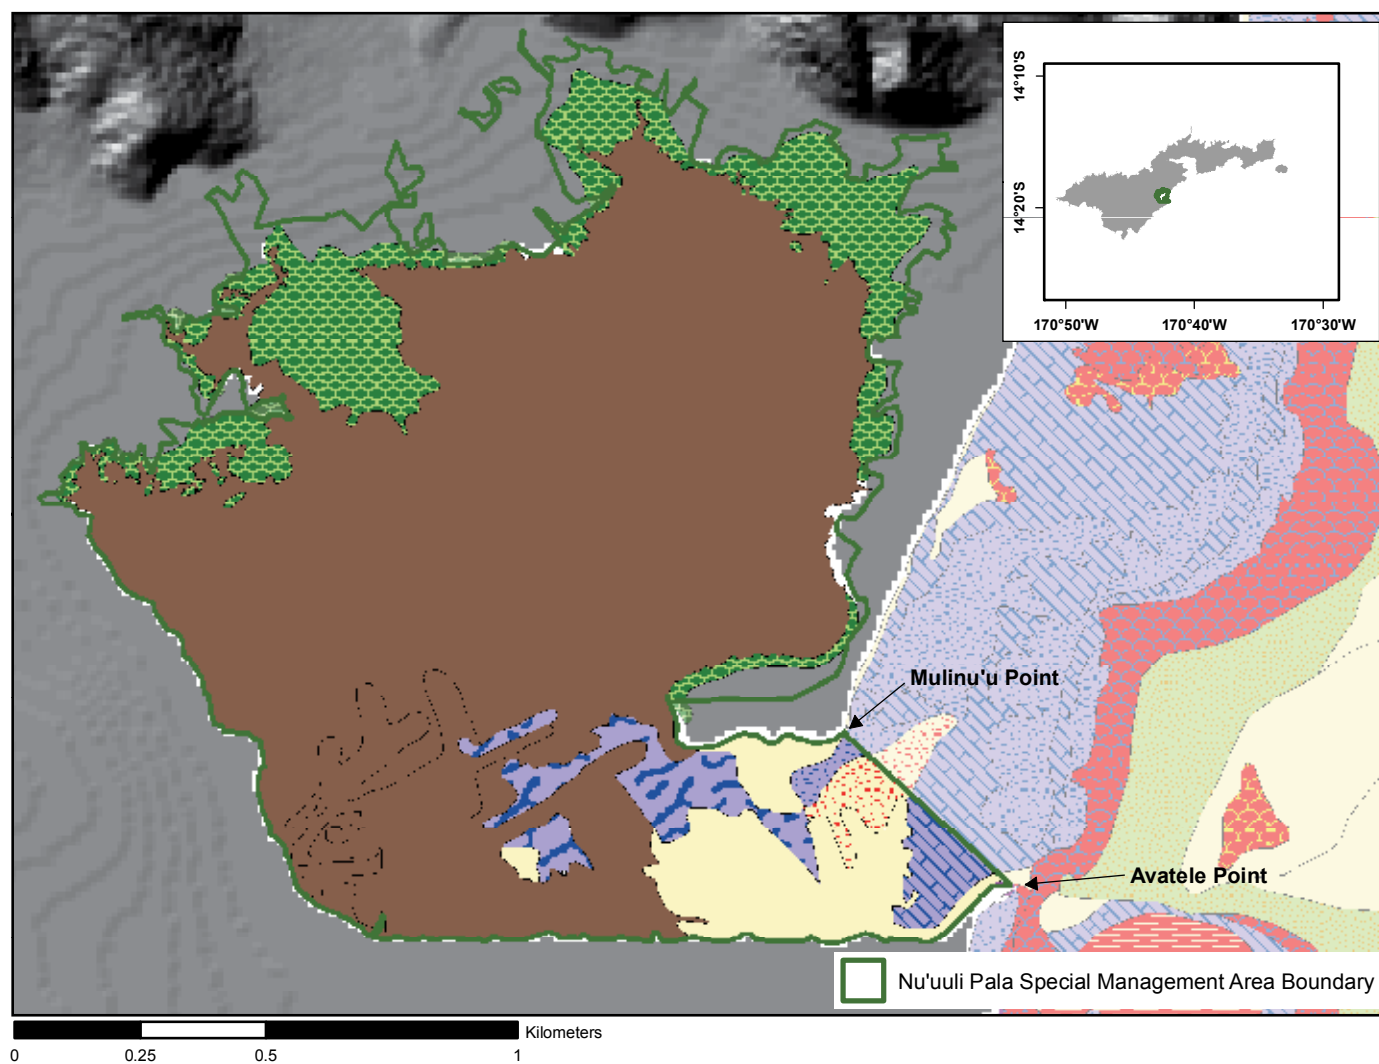 14°10'S
14°20'S
170°50'W 170°40'W 170°30'W
Mulinu'u Point
Avatele Point
Nu'uuli Pala Special Management Area Boundary
Kilometers
0 0.25 0.5 1